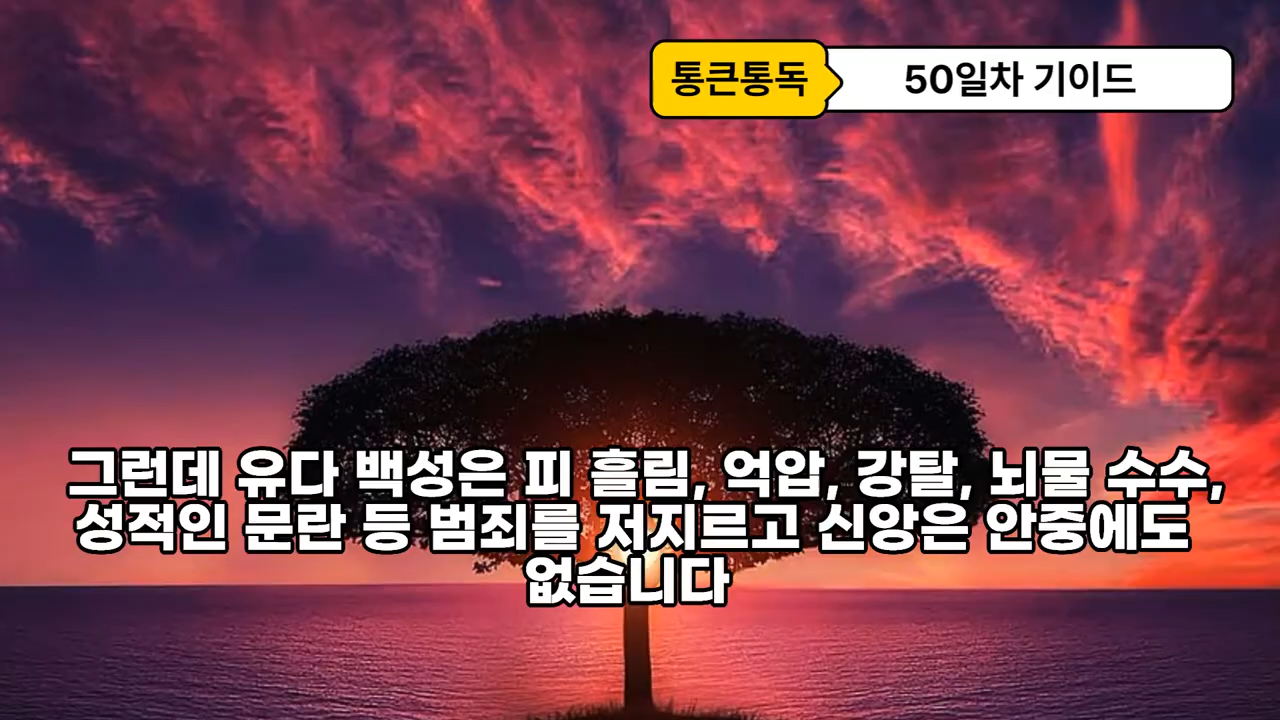 통큰통독
50일차 기이드
그런데 유다 백성은 피 흘림, 억압, 강탈, 뇌물 수수,
성적인 문란 등 범죄를 저지르고 신앙은 안중에도
없습니다